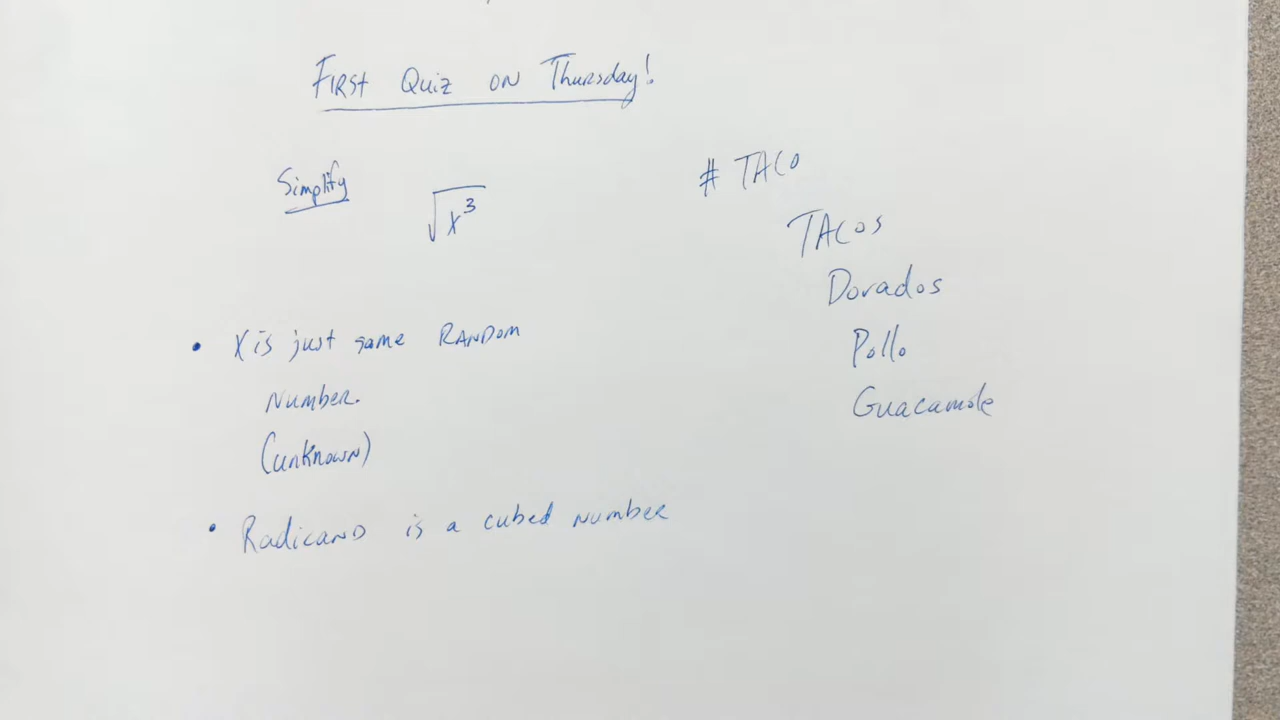 First Quiz on Thursday!
Simplify
√x³
• X is just some RANDOM
Number.
(unknown)
• Radicand is a cubed number
# TACO
TACOS
Dorados
Pollo
Guacamole